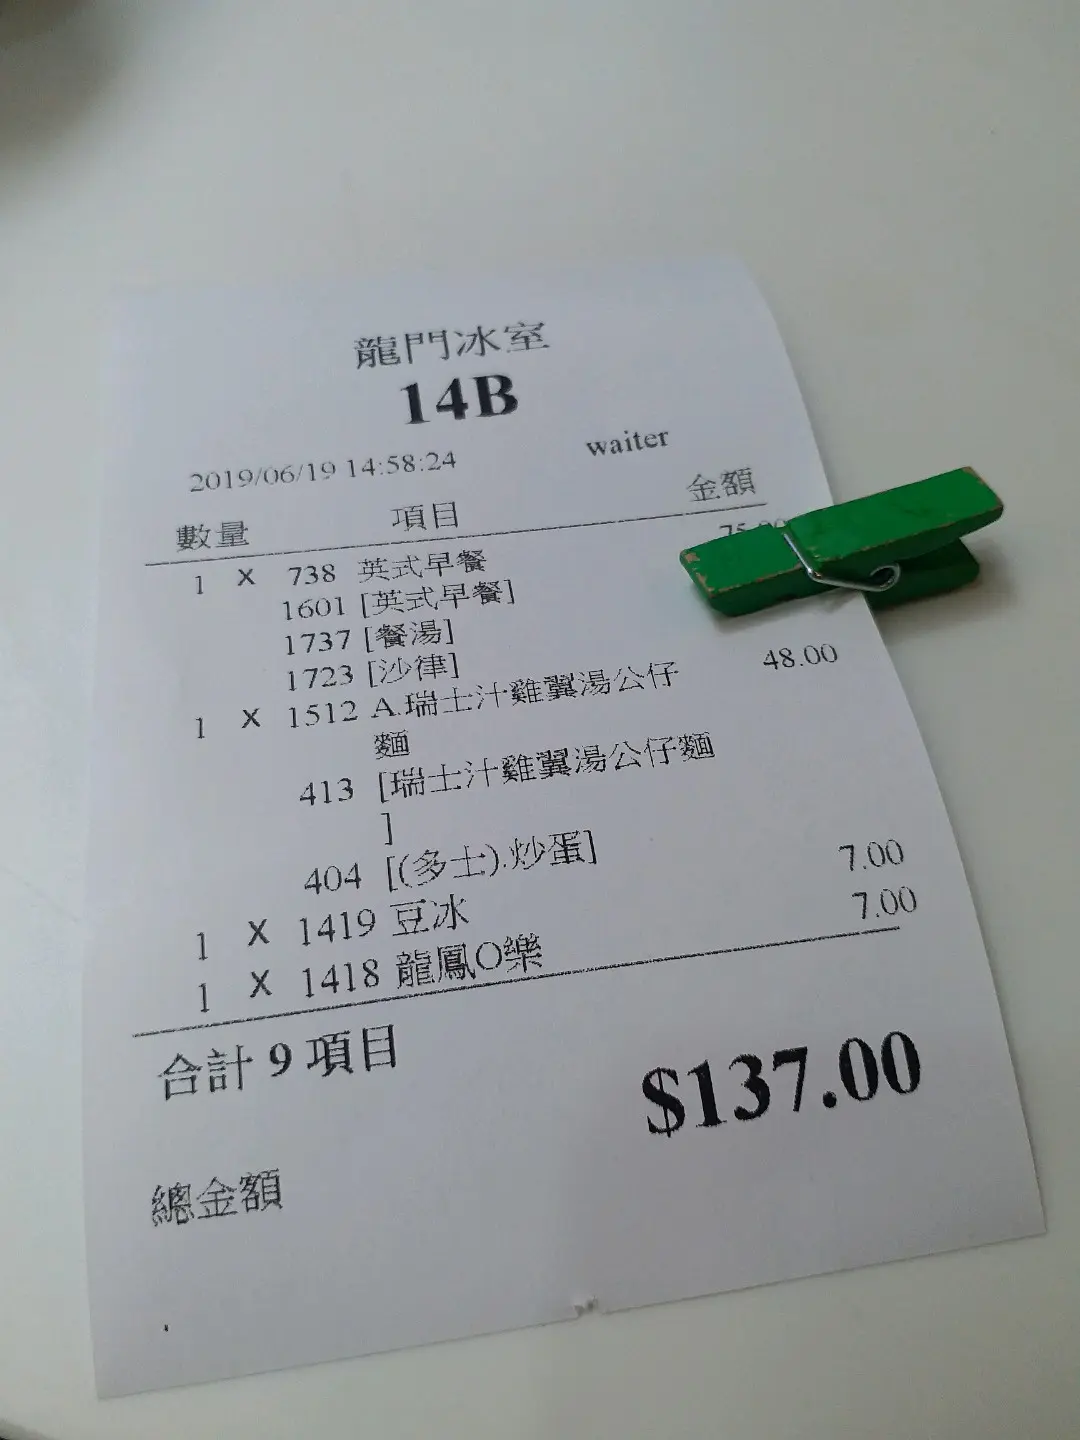 龍門冰室
14B
2019/06/19 14:58:24 waiter
數量 項目 金額
1 X 738 英式早餐 75.00
1601 [英式早餐]
1737 [餐湯]
1723 [沙律]
1 X 1512 A.瑞士汁雞翼湯公仔 48.00
麵
413 [瑞士汁雞翼湯公仔麵
]
404 [(多士).炒蛋]
1 X 1419 豆冰 7.00
1 X 1418 龍鳳O樂 7.00
合計 9 項目
$137.00
總金額